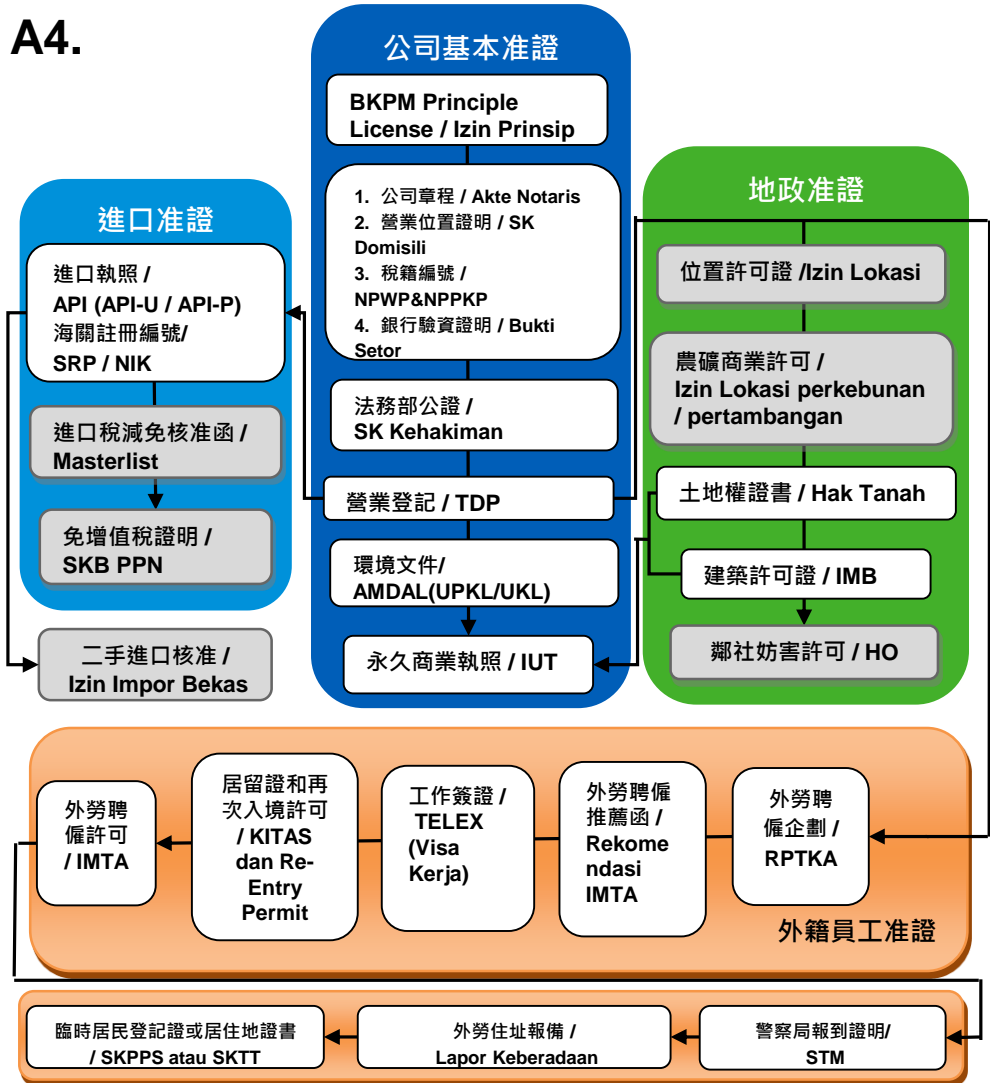 A4.
公司基本准證
BKPM Principle
License / Izin Prinsip
1. 公司章程 / Akte Notaris
2. 營業位置證明 / SK
Domisili
3. 稅籍編號 /
NPWP&NPPKP
4. 銀行驗資證明 / Bukti
Setor
法務部公證 /
SK Kehakiman
營業登記 / TDP
環境文件/
AMDAL(UPKL/UKL)
永久商業執照 / IUT
進口准證
進口執照 /
API (API-U / API-P)
海關註冊編號/
SRP / NIK
進口稅減免核准函 /
Masterlist
免增值稅證明 /
SKB PPN
二手進口核准 /
Izin Impor Bekas
地政准證
位置許可證 /Izin Lokasi
農礦商業許可 /
Izin Lokasi perkebunan
/ pertambangan
土地權證書 / Hak Tanah
建築許可證 / IMB
鄰社妨害許可 / HO
外勞聘
僱許可
/ IMTA
居留證和再
次入境許可
/ KITAS
dan Re-
Entry
Permit
工作簽證 /
TELEX
(Visa
Kerja)
外勞聘僱
推薦函 /
Rekome
ndasi
IMTA
外勞聘
僱企劃 /
RPTKA
外籍員工准證
臨時居民登記證或居住地證書
/ SKPPS atau SKTT
外勞住址報備 /
Lapor Keberadaan
警察局報到證明/
STM